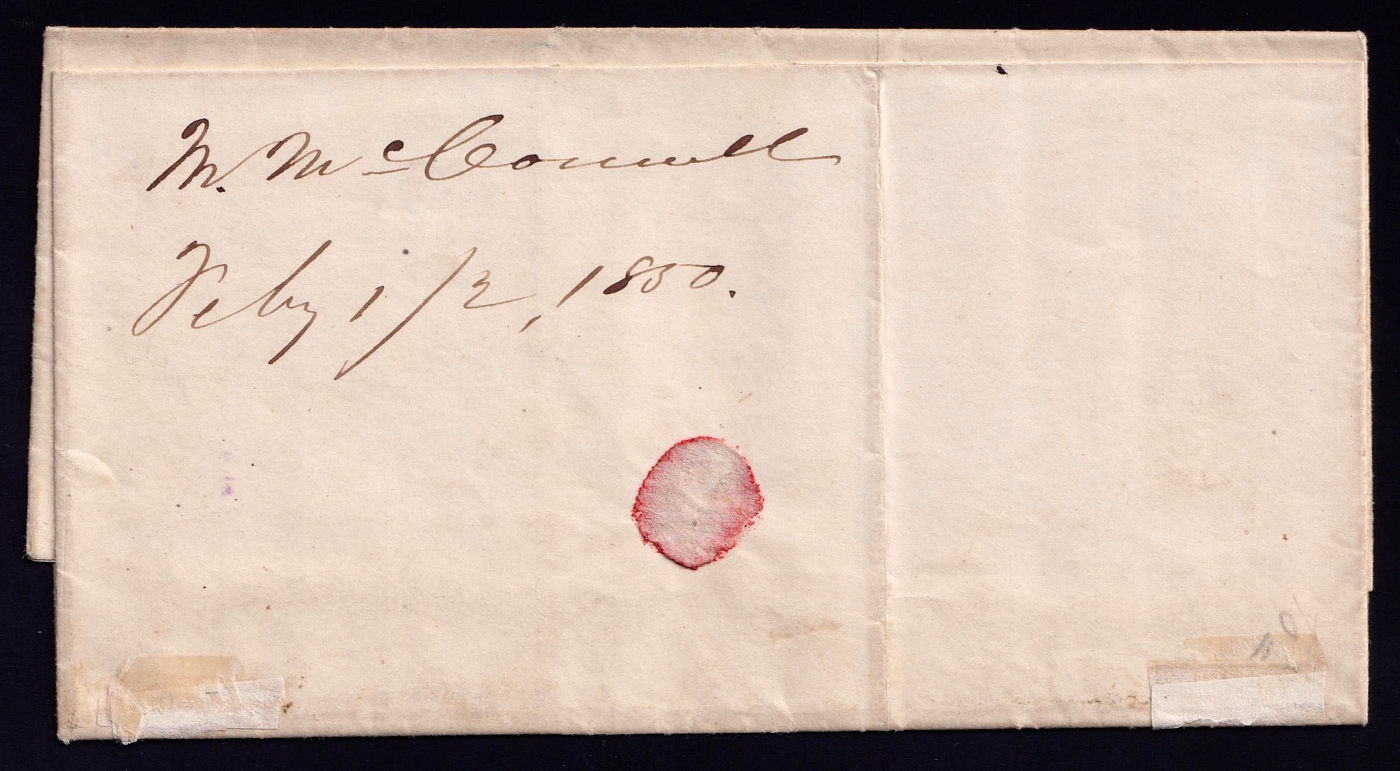 M. McConnell
Feby 1/2, 1850.